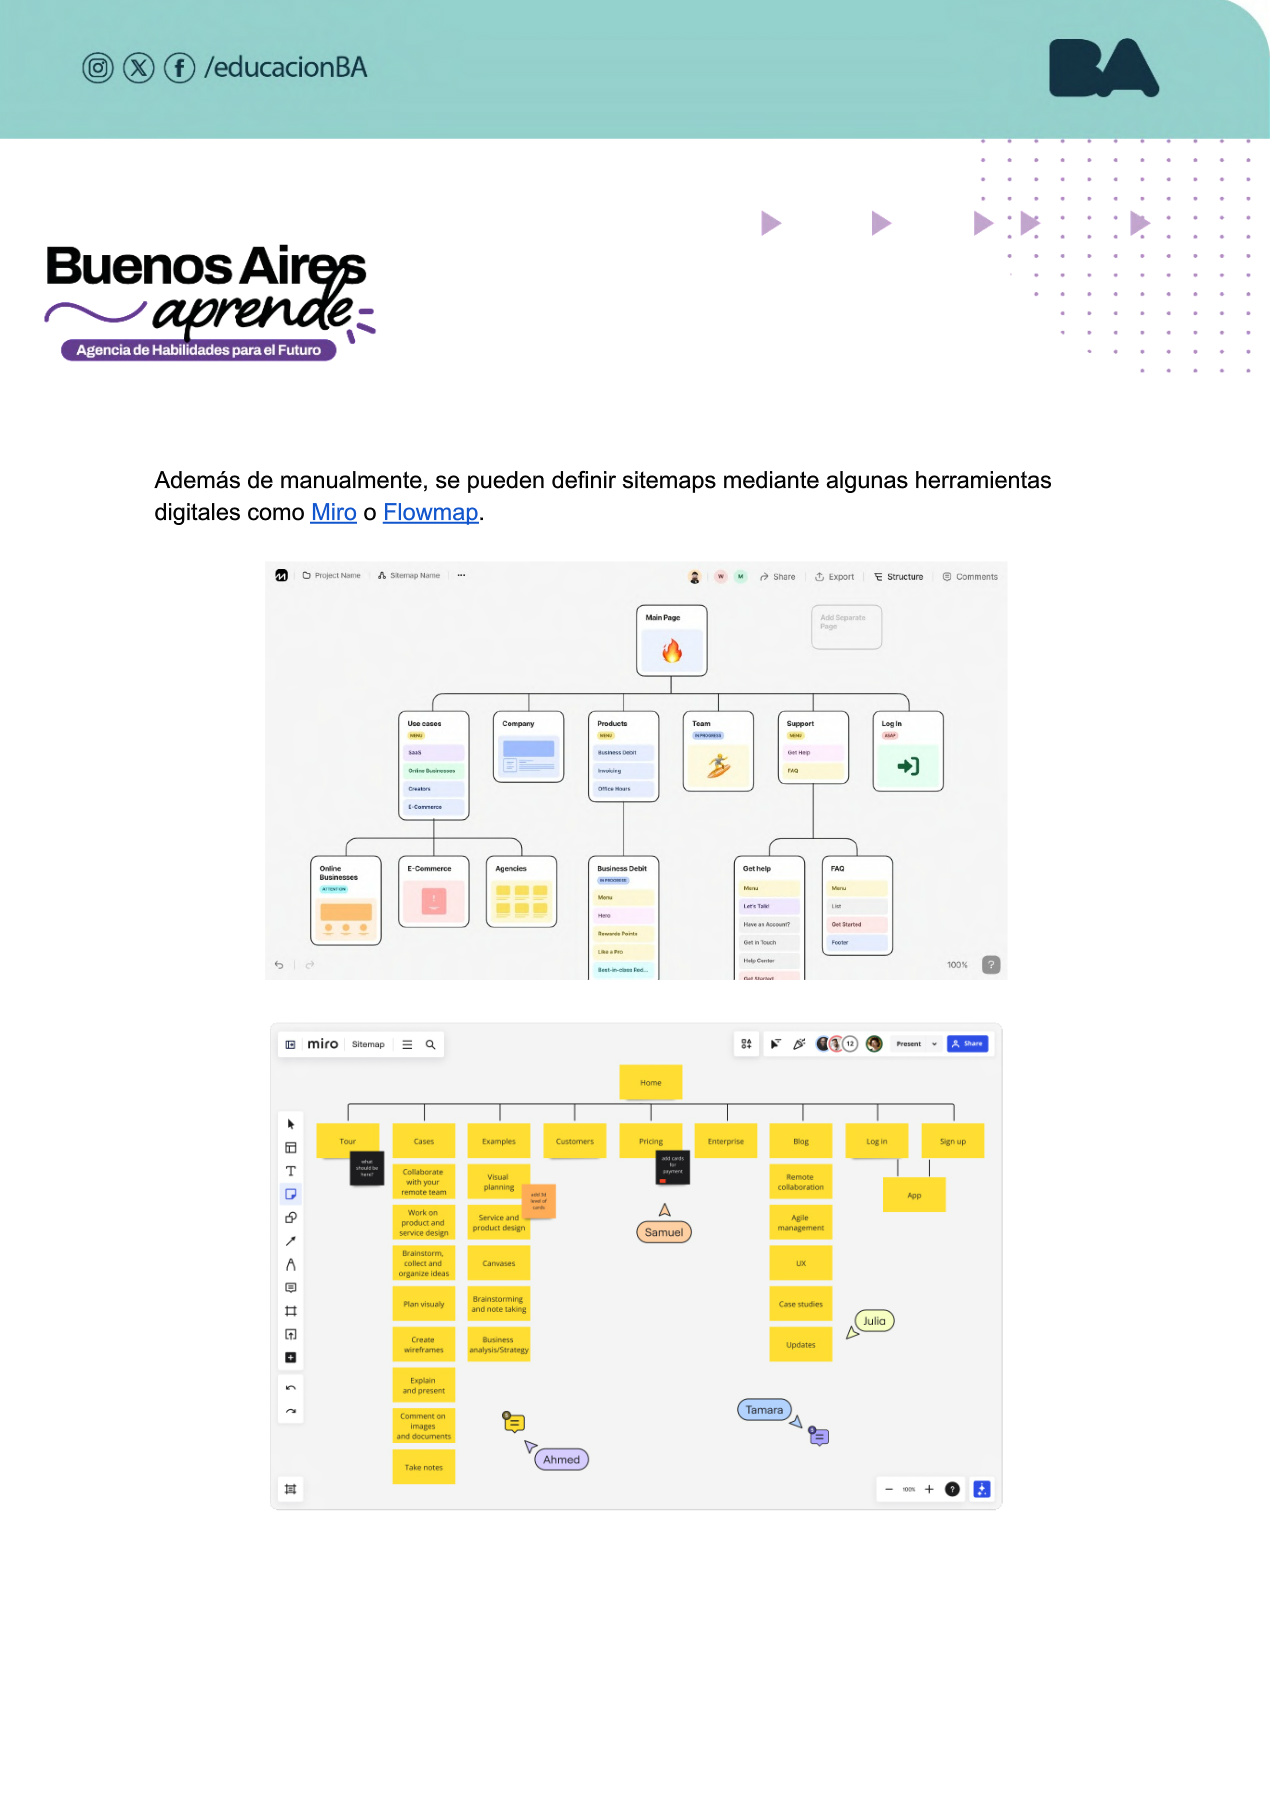 /educacionBA
BA
Buenos Aires
aprende
Agencia de Habilidades para el Futuro
Además de manualmente, se pueden definir sitemaps mediante algunas herramientas
digitales como Miro o Flowmap.
Project Name
Sitemap Name
W
M
Share
Export
Structure
Comments
Main Page
Add Separate
Page
Use cases
MENU
SaaS
Online Businesses
Creators
E-Commerce
Company
Products
MENU
Business Debit
Invoicing
Office Hours
Team
IN PROGRESS
Support
MENU
Get Help
FAQ
Log In
ASAP
Online
Businesses
ATTENTION
E-Commerce
Agencies
Business Debit
IN PROGRESS
Menu
Hero
Rewards Points
Like a Pro
Best-in-class Red...
Get help
Menu
Let's Talk!
Have an Account?
Get in Touch
Help Center
Get Started
FAQ
Menu
List
Get Started
Footer
100%
?
miro
Sitemap
12
Present
Share
Home
Tour
Cases
Examples
Customers
Pricing
Enterprise
Blog
Log in
Sign up
what
should be
here?
Collaborate
with your
remote team
Work on
product and
service design
Brainstorm,
collect and
organize ideas
Plan visualy
Create
wireframes
Explain
and present
Comment on
images
and documents
Take notes
Visual
planning
add 3d
level of
cards
Service and
product design
Canvases
Brainstorming
and note taking
Business
analysis/Strategy
add cards
for
payment
Samuel
Remote
collaboration
Agile
management
UX
Case studies
Updates
App
Julia
Tamara
Ahmed
100%
?